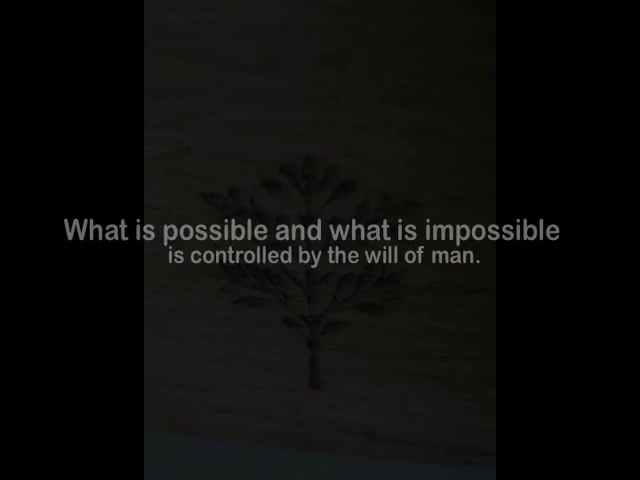 What is possible and what is impossible
is controlled by the will of man.